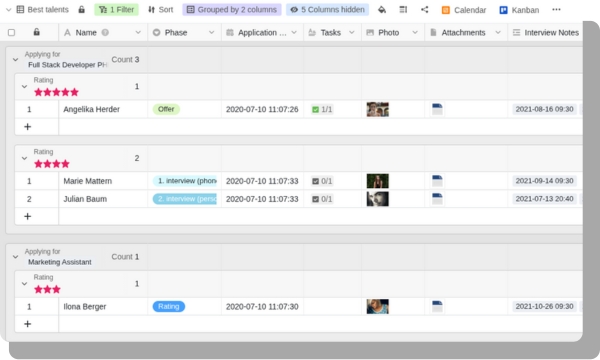 Best talents 1 Filter Sort Grouped by 2 columns 5 Columns hidden Calendar Kanban
Name Phase Application ... Tasks Photo Attachments Interview Notes
Applying for
Full Stack Developer PH Count 3
Rating
1
1 Angelika Herder Offer 2020-07-10 11:07:26 1/1 2021-08-16 09:30
+
Rating
2
1 Marie Mattern 1. interview (phon 2020-07-10 11:07:33 0/1 2021-09-14 09:30
2 Julian Baum 2. interview (perso 2020-07-10 11:07:33 0/1 2021-07-13 20:40
+
Applying for
Marketing Assistant Count 1
Rating
1
1 Ilona Berger Rating 2020-07-10 11:07:30 2021-10-26 09:30
+